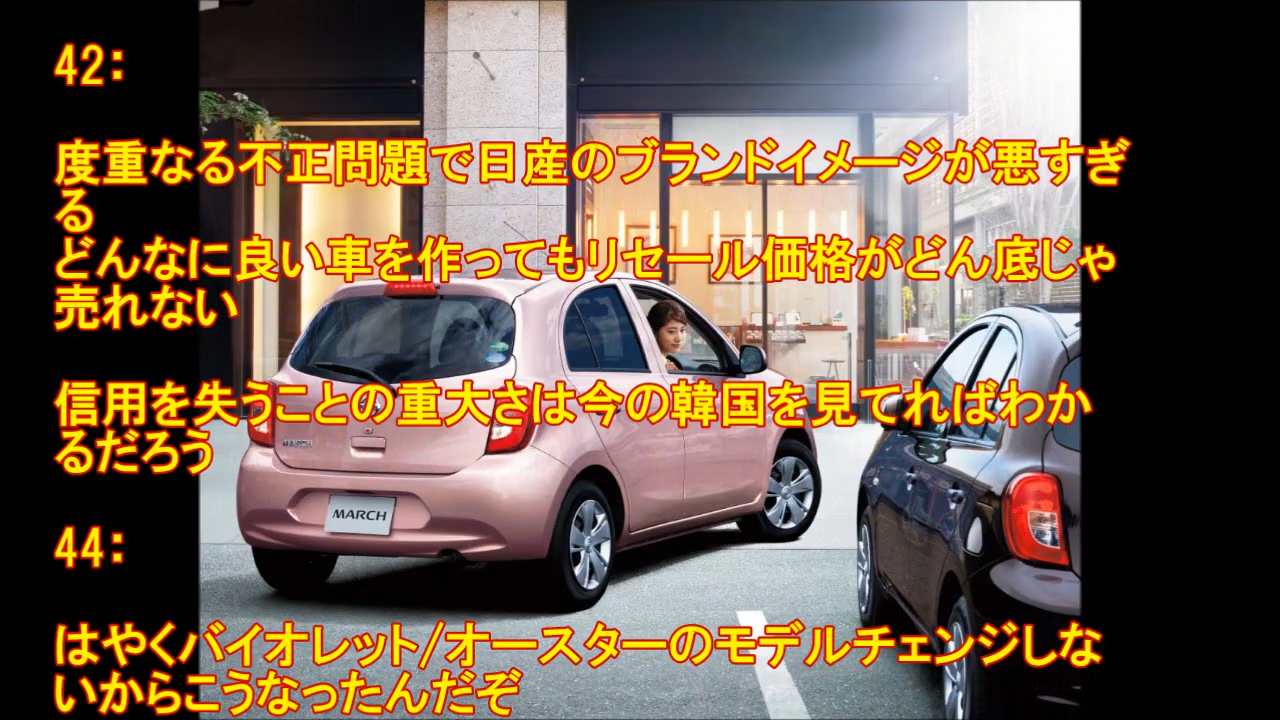 42：
度重なる不正問題で日産のブランドイメージが悪すぎ
る
どんなに良い車を作ってもリセール価格がどん底じゃ
売れない
信用を失うことの重大さは今の韓国を見てればわか
るだろう
MARCH
MARCH
44：
はやくバイオレット/オースターのモデルチェンジしな
いからこうなったんだぞ